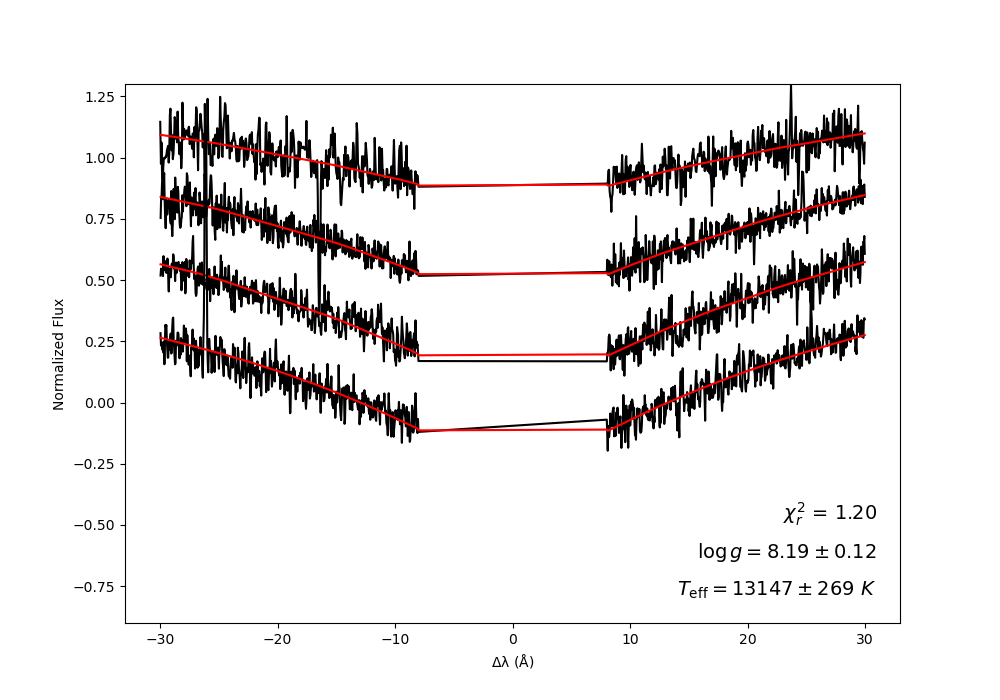 1.25
1.00
0.75
0.50
0.25
0.00
−0.25
−0.50
−0.75
Normalized Flux
χ²ᵣ = 1.20
log g = 8.19 ± 0.12
T_eff = 13147 ± 269 K
−30 −20 −10 0 10 20 30
Δλ (Å)